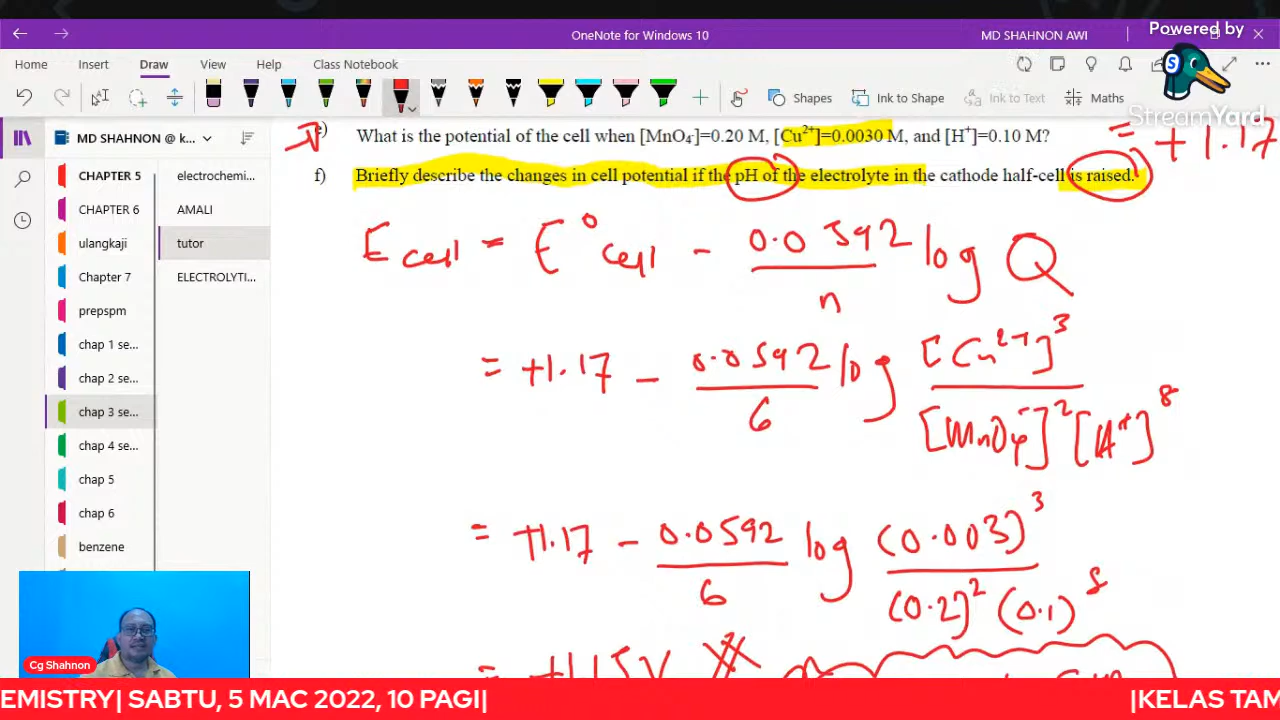 OneNote for Windows 10
MD SHAHNON AWI
Powered by
StreamYard
Home Insert Draw View Help Class Notebook
Shapes Ink to Shape Ink to Text Maths
MD SHAHNON @ k...
CHAPTER 5
CHAPTER 6
ulangkaji
Chapter 7
prepspm
chap 1 se...
chap 2 se...
chap 3 se...
chap 4 se...
chap 5
chap 6
benzene
electrochemi...
AMALI
tutor
ELECTROLYTI...
What is the potential of the cell when [MnO₄⁻]=0.20 M, [Cu²⁺]=0.0030 M, and [H⁺]=0.10 M?
= +1.17
f) Briefly describe the changes in cell potential if the pH of the electrolyte in the cathode half-cell is raised.
E cell = E⁰ cell - 0.0592/n log Q
= +1.17 - 0.0592/6 log [Cu²⁺]³/[MnO₄⁻]²[H⁺]⁸
= +1.17 - 0.0592/6 log (0.003)³/(0.2)²(0.1)⁸
= +1.15V
Cg Shahnon
EMISTRY| SABTU, 5 MAC 2022, 10 PAGI| |KELAS TAM